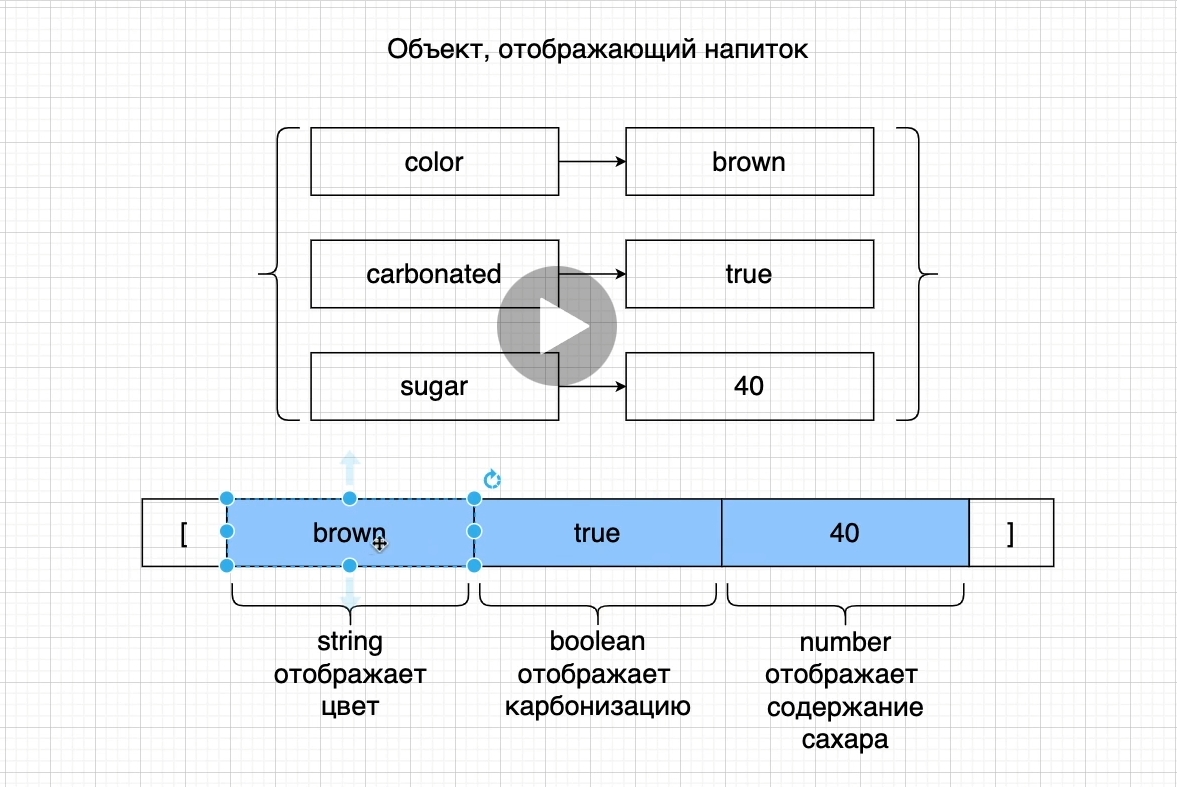 Объект, отображающий напиток
color
brown
carbonated
true
sugar
40
[
brown
true
40
]
string
отображает
цвет
boolean
отображает
карбонизацию
number
отображает
содержание
сахара